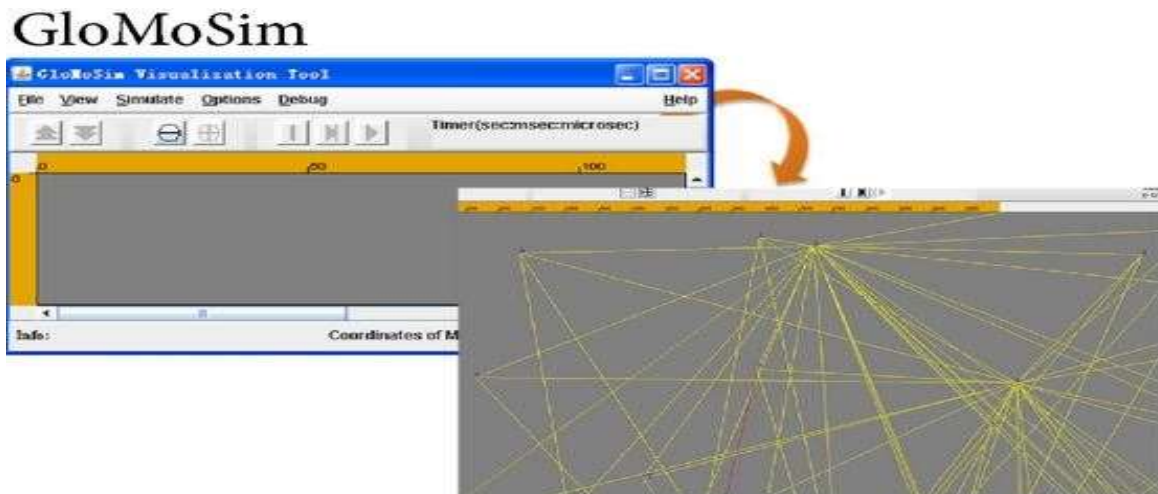 GloMoSim
GloMoSim Visualization Tool
File View Simulate Options Debug Help
Timer(sec:msec:microsec)
0 50 100
0
Info: Coordinates of M